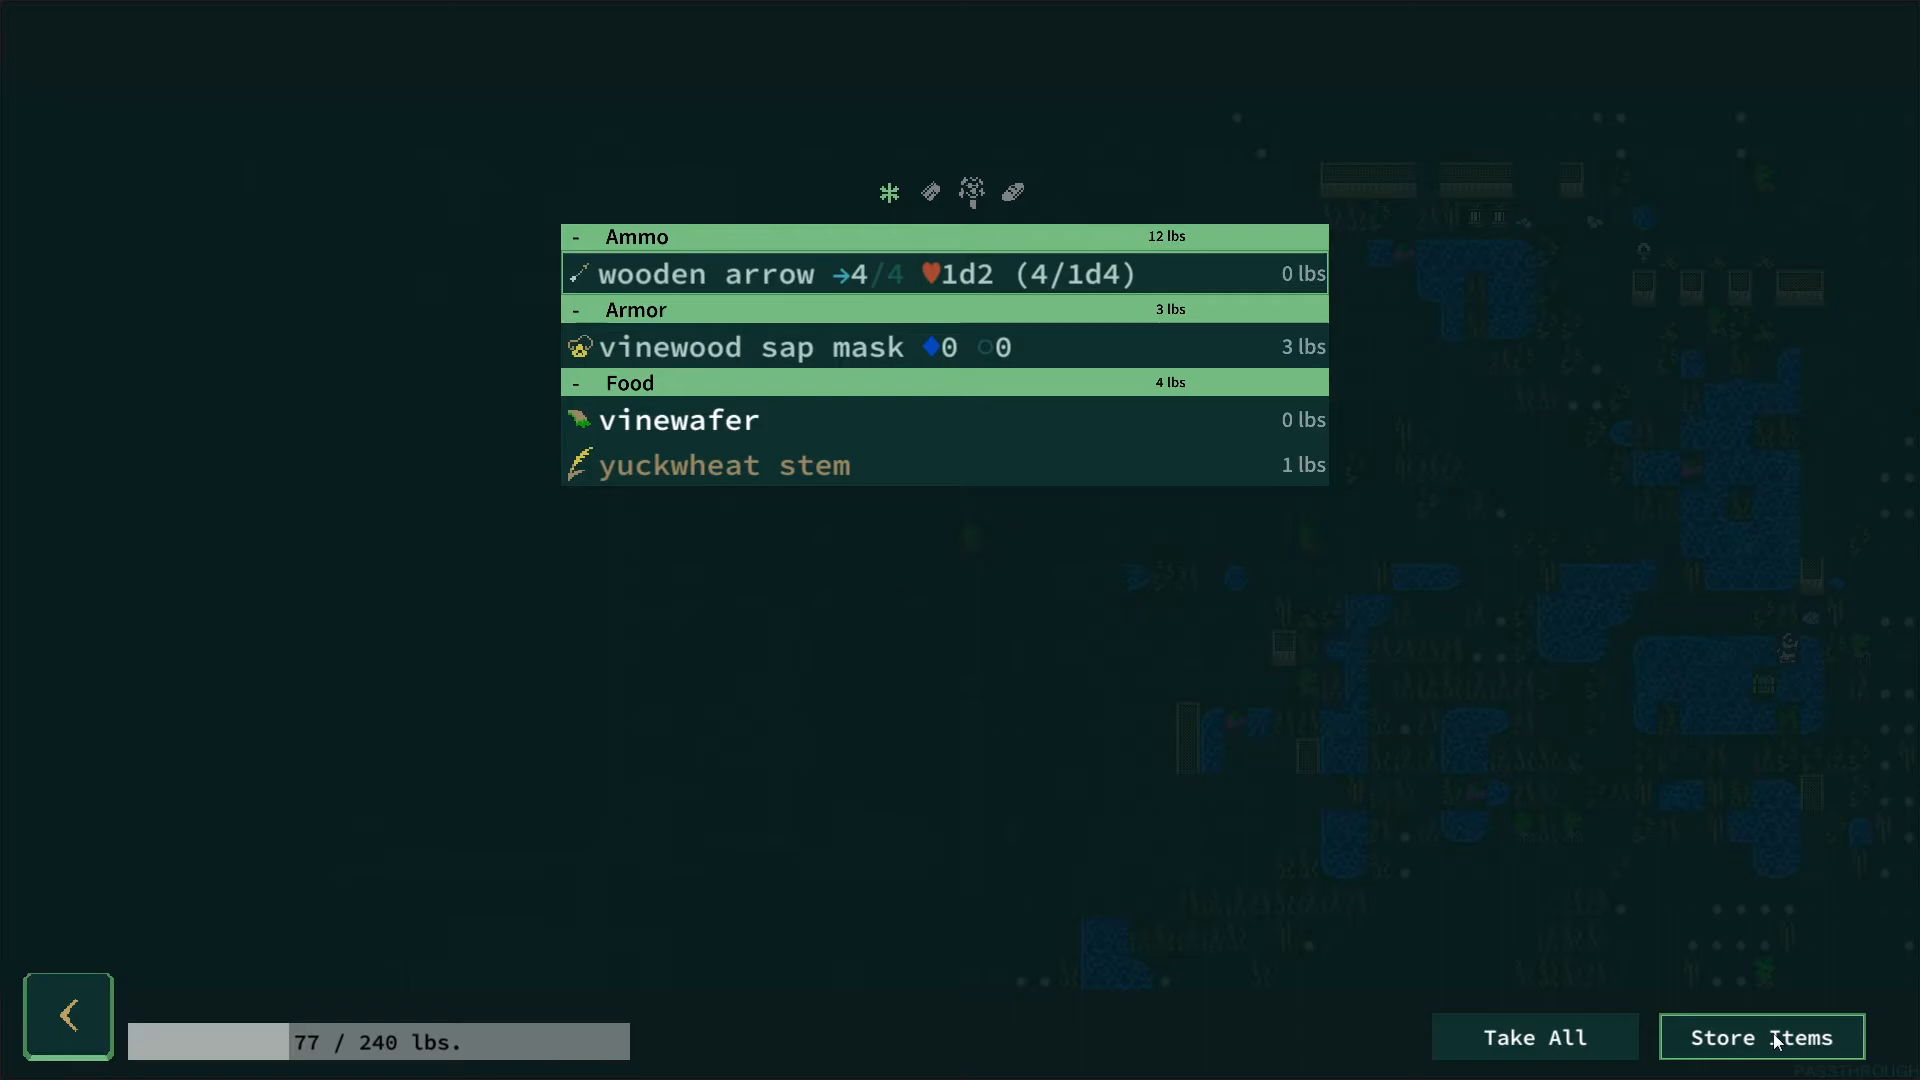 - Ammo 12 lbs
wooden arrow →4/4 ♥1d2 (4/1d4) 0 lbs
- Armor 3 lbs
vinewood sap mask ♦0 ○0 3 lbs
- Food 4 lbs
vinewafer 0 lbs
yuckwheat stem 1 lbs
77 / 240 lbs.
Take All
Store Items
PASSTHROUGH